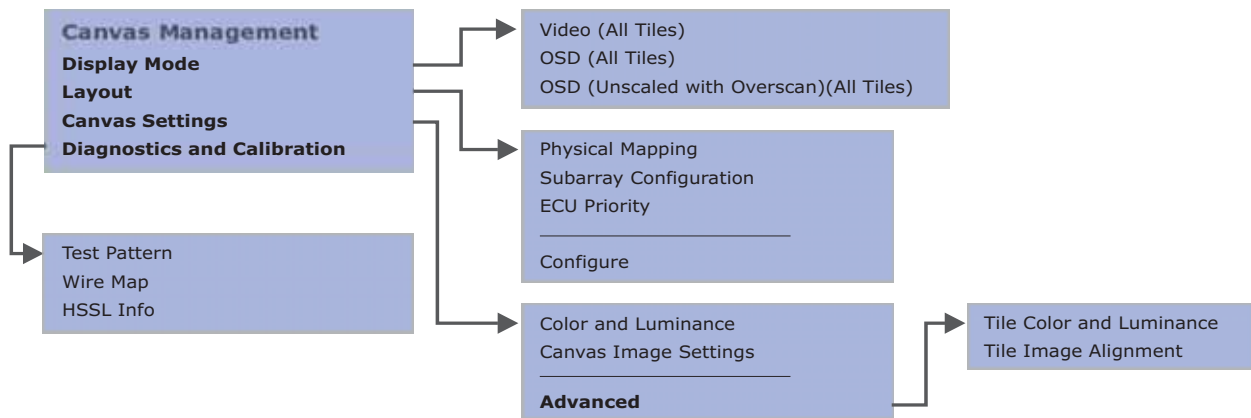 Canvas Management
Display Mode
Layout
Canvas Settings
Diagnostics and Calibration
Video (All Tiles)
OSD (All Tiles)
OSD (Unscaled with Overscan)(All Tiles)
Physical Mapping
Subarray Configuration
ECU Priority
Configure
Test Pattern
Wire Map
HSSL Info
Color and Luminance
Canvas Image Settings
Advanced
Tile Color and Luminance
Tile Image Alignment